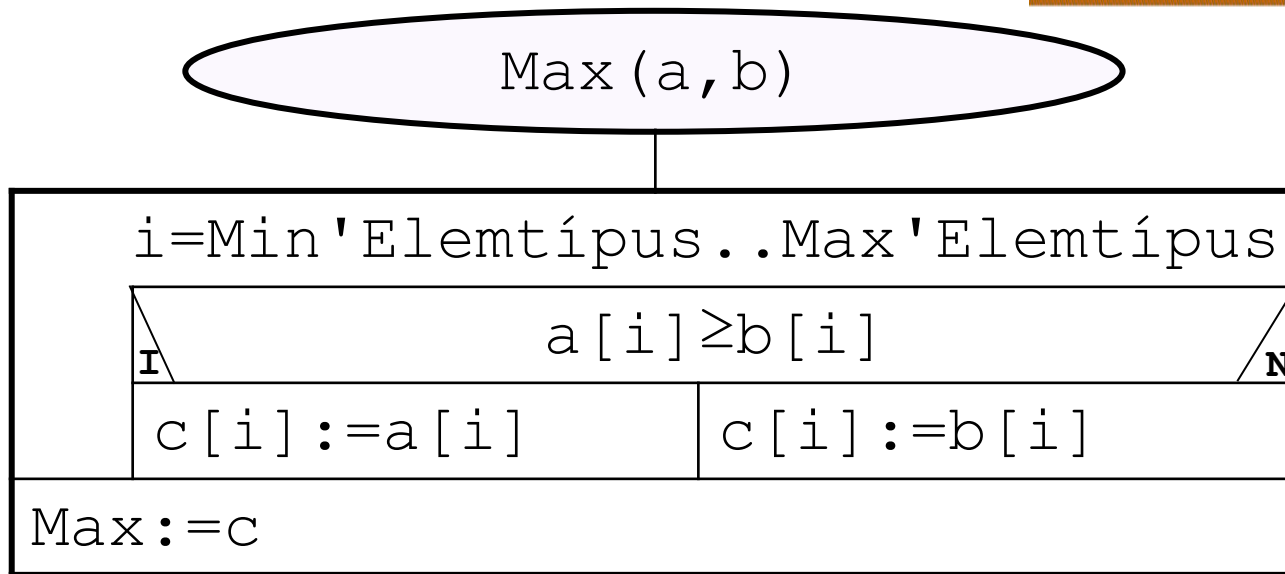 Max(a,b)
i=Min'Elemtípus..Max'Elemtípus
a[i]≥b[i]
I
N
c[i]:=a[i]
c[i]:=b[i]
Max:=c